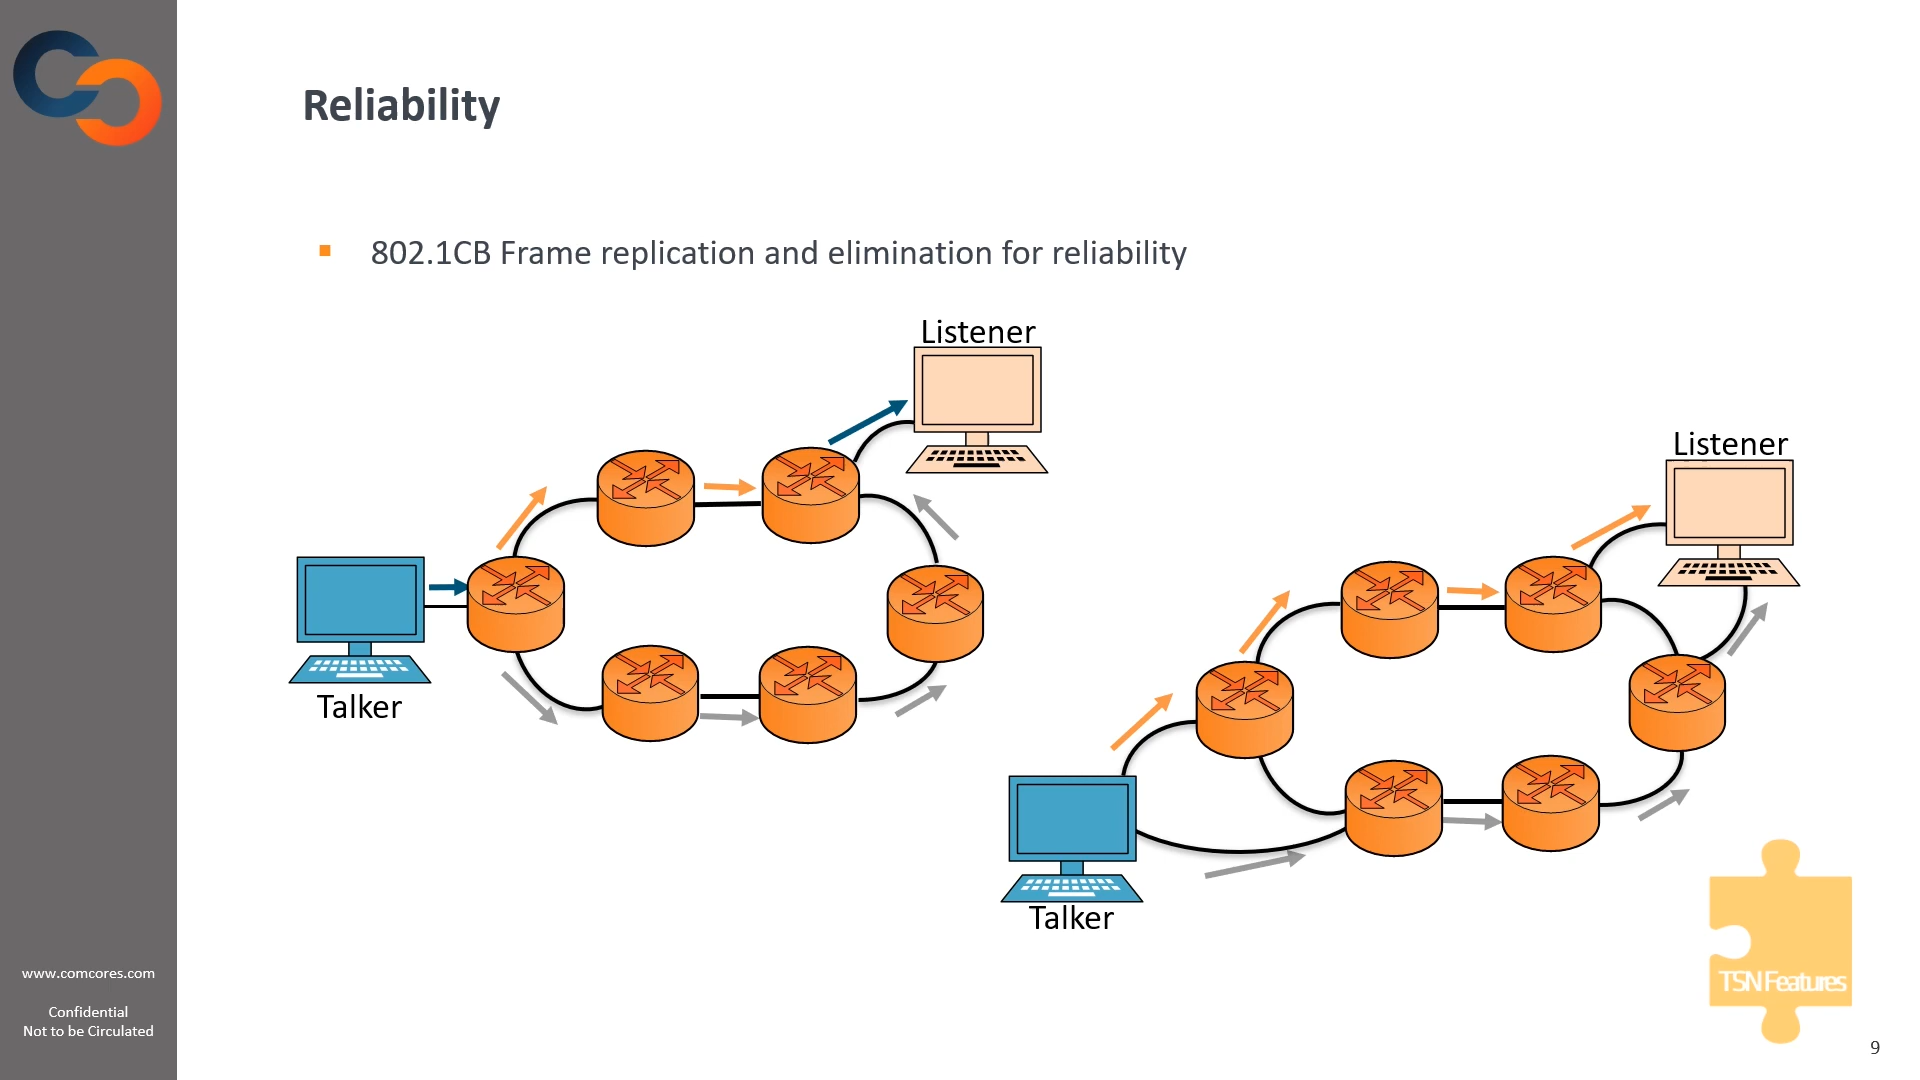 Reliability
802.1CB Frame replication and elimination for reliability
Listener
Listener
Talker
Talker
TSN Features
www.comcores.com
Confidential
Not to be Circulated
9